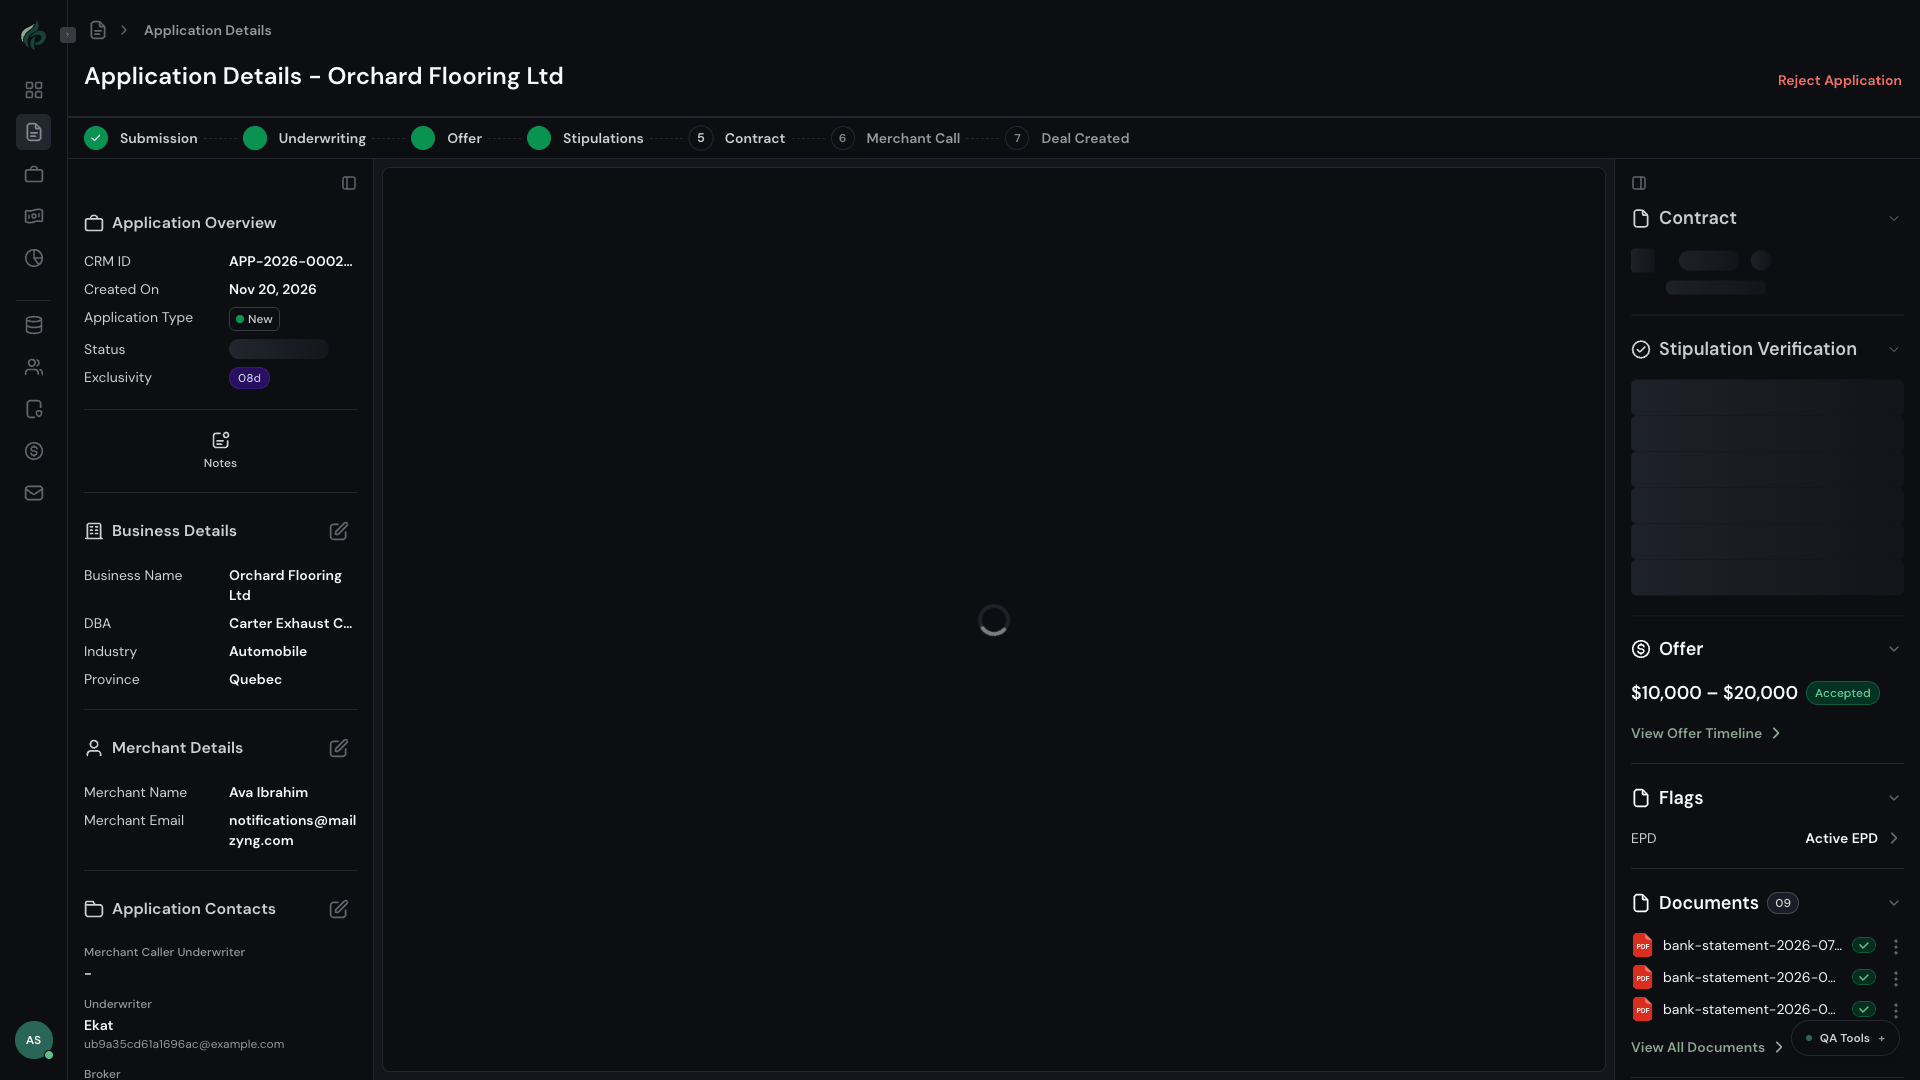 Application Details
Application Details - Orchard Flooring Ltd
Reject Application
Submission
Underwriting
Offer
Stipulations
5
Contract
6
Merchant Call
7
Deal Created
Application Overview
CRM ID
APP-2026-0002...
Created On
Nov 20, 2026
Application Type
New
Status
Exclusivity
08d
Notes
Business Details
Business Name
Orchard Flooring
Ltd
DBA
Carter Exhaust C...
Industry
Automobile
Province
Quebec
Merchant Details
Merchant Name
Ava Ibrahim
Merchant Email
notifications@mail
zyng.com
Application Contacts
Merchant Caller Underwriter
-
Underwriter
Ekat
ub9a35cd61a1696ac@example.com
Broker
AS
Contract
Stipulation Verification
Offer
$10,000 – $20,000
Accepted
View Offer Timeline
Flags
EPD
Active EPD
Documents
09
PDF
bank-statement-2026-07...
PDF
bank-statement-2026-0...
PDF
bank-statement-2026-0...
View All Documents
QA Tools +